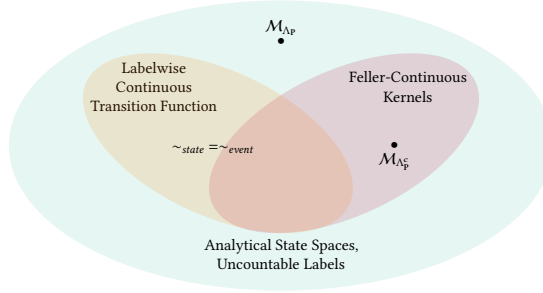 𝓜_{Λ_P}
Labelwise
Continuous
Transition Function
Feller-Continuous
Kernels
∼_{state} =∼_{event}
𝓜_{Λ_P^c}
Analytical State Spaces,
Uncountable Labels